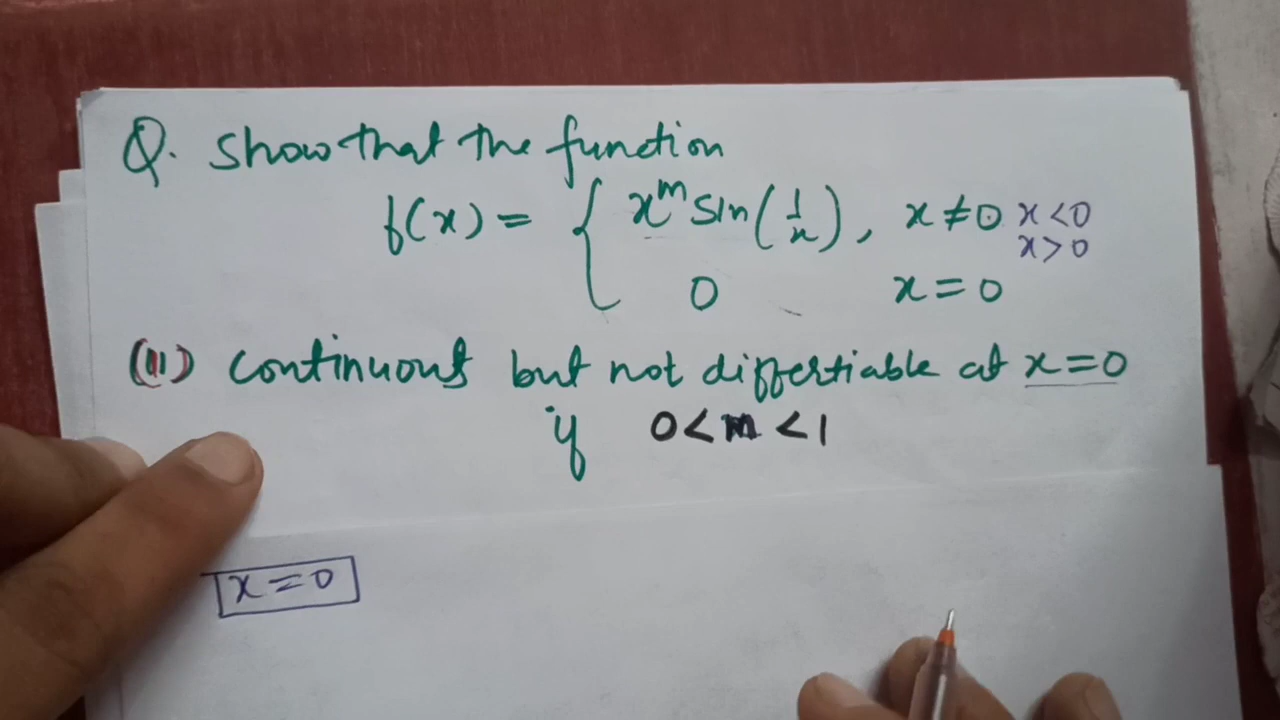 Q. Show that the function
f(x) = { x^m sin(1/x), x ≠ 0 x < 0
x > 0
0 x = 0
(II) Continuous but not differtiable at x = 0
if 0 < m < 1
x = 0